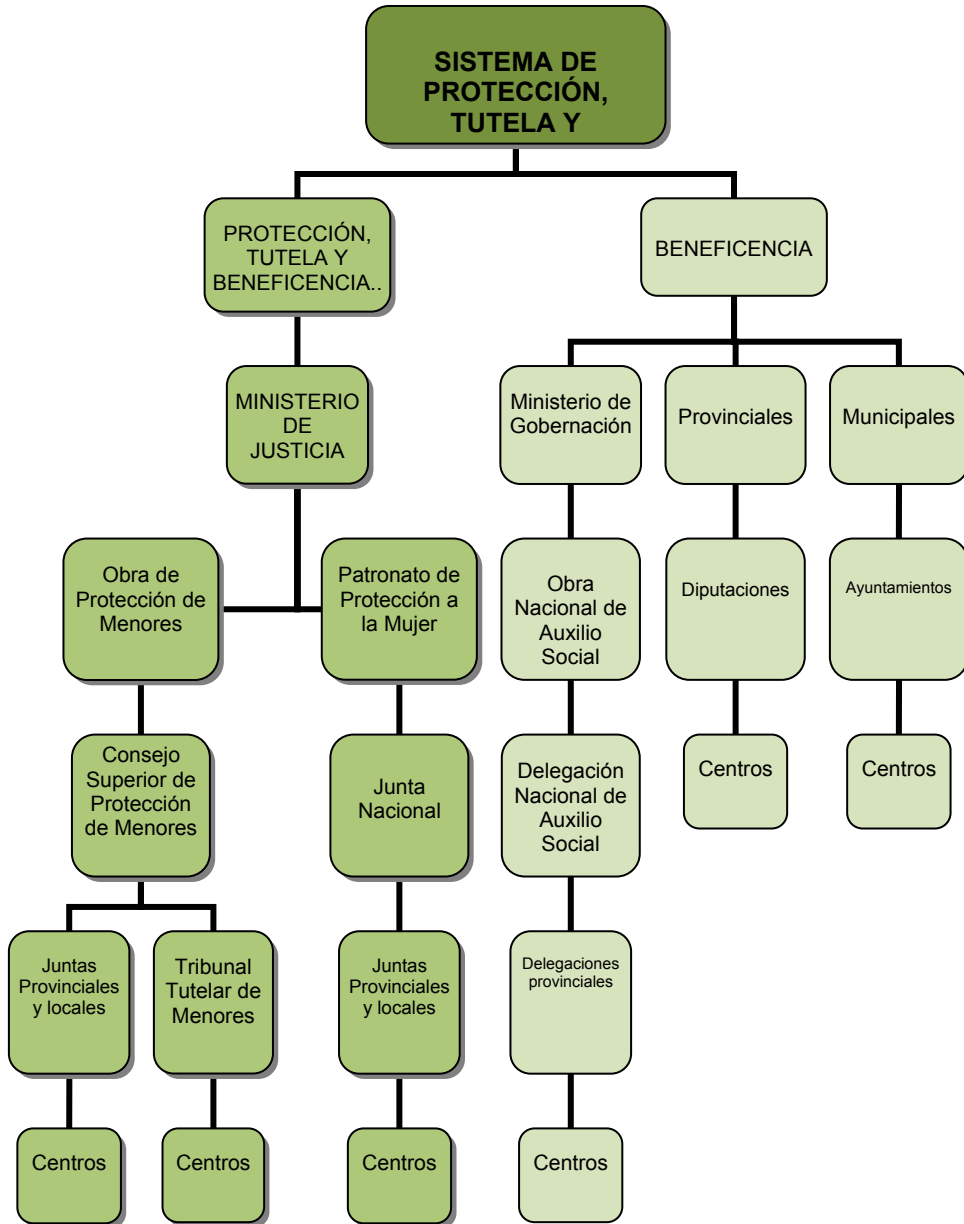 SISTEMA DE
PROTECCIÓN,
TUTELA Y
PROTECCIÓN,
TUTELA Y
BENEFICENCIA..
BENEFICENCIA
MINISTERIO
DE
JUSTICIA
Ministerio de
Gobernación
Provinciales
Municipales
Obra de
Protección de
Menores
Patronato de
Protección a
la Mujer
Obra
Nacional de
Auxilio
Social
Diputaciones
Ayuntamientos
Consejo
Superior de
Protección
de Menores
Junta
Nacional
Delegación
Nacional de
Auxilio
Social
Centros
Centros
Juntas
Provinciales
y locales
Tribunal
Tutelar de
Menores
Juntas
Provinciales
y locales
Delegaciones
provinciales
Centros
Centros
Centros
Centros